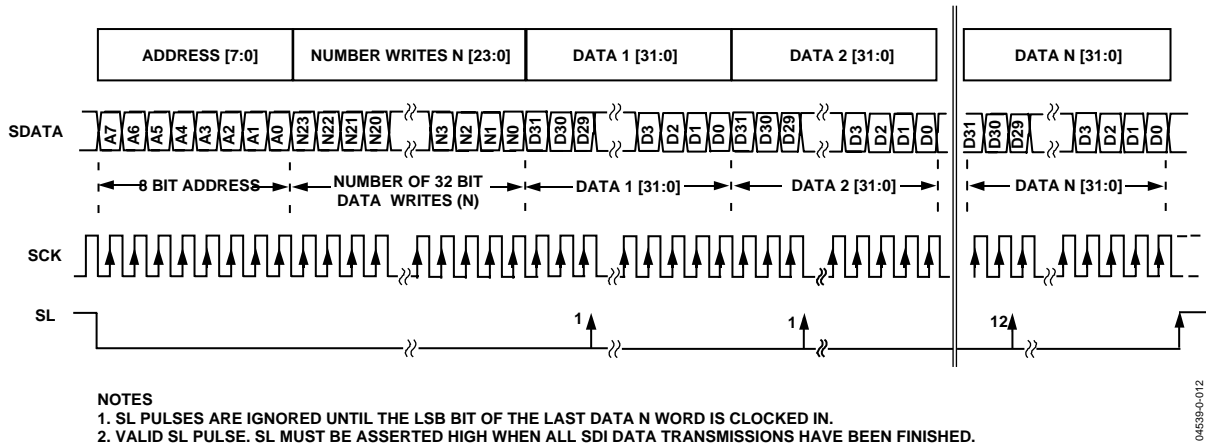 ADDRESS [7:0] NUMBER WRITES N [23:0] DATA 1 [31:0] DATA 2 [31:0] DATA N [31:0]
SDATA A7 A6 A5 A4 A3 A2 A1 A0 N23 N22 N21 N20 N3 N2 N1 N0 D31 D30 D29 D3 D2 D1 D0 D31 D30 D29 D3 D2 D1 D0 D31 D30 D29 D3 D2 D1 D0
8 BIT ADDRESS NUMBER OF 32 BIT DATA 1 [31:0] DATA 2 [31:0] DATA N [31:0]
DATA WRITES (N)
SCK
SL 1 1 12
NOTES
1. SL PULSES ARE IGNORED UNTIL THE LSB BIT OF THE LAST DATA N WORD IS CLOCKED IN.
2. VALID SL PULSE. SL MUST BE ASSERTED HIGH WHEN ALL SDI DATA TRANSMISSIONS HAVE BEEN FINISHED.
04539-0-012